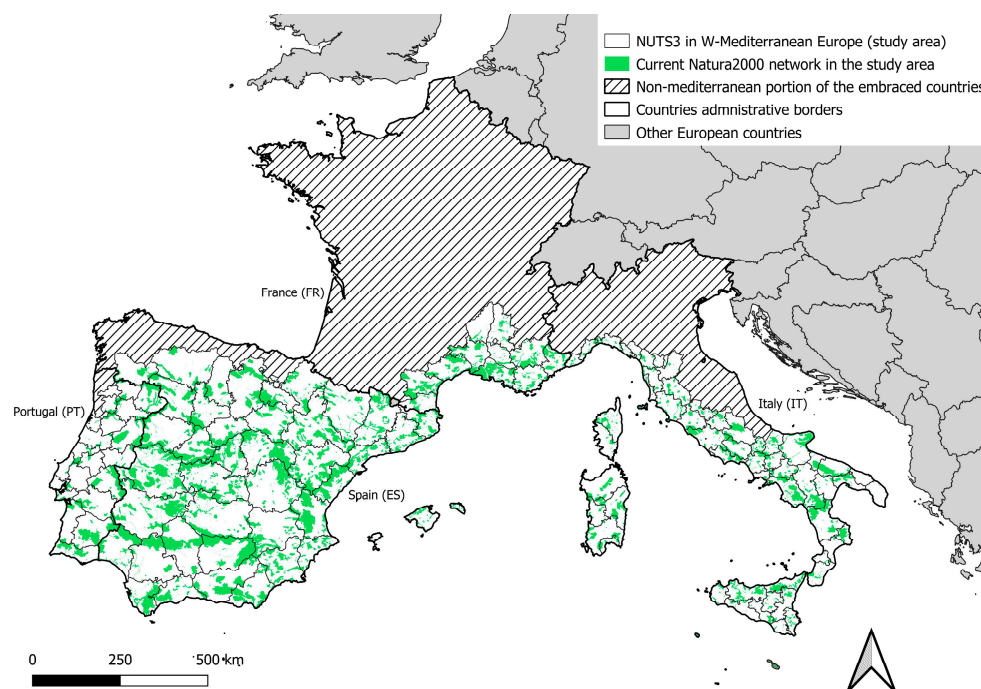 NUTS3 in W-Mediterranean Europe (study area)
Current Natura2000 network in the study area
Non-mediterranean portion of the embraced countries
Countries admnistrative borders
Other European countries
France (FR)
Portugal (PT)
Italy (IT)
Spain (ES)
0 250 500 km